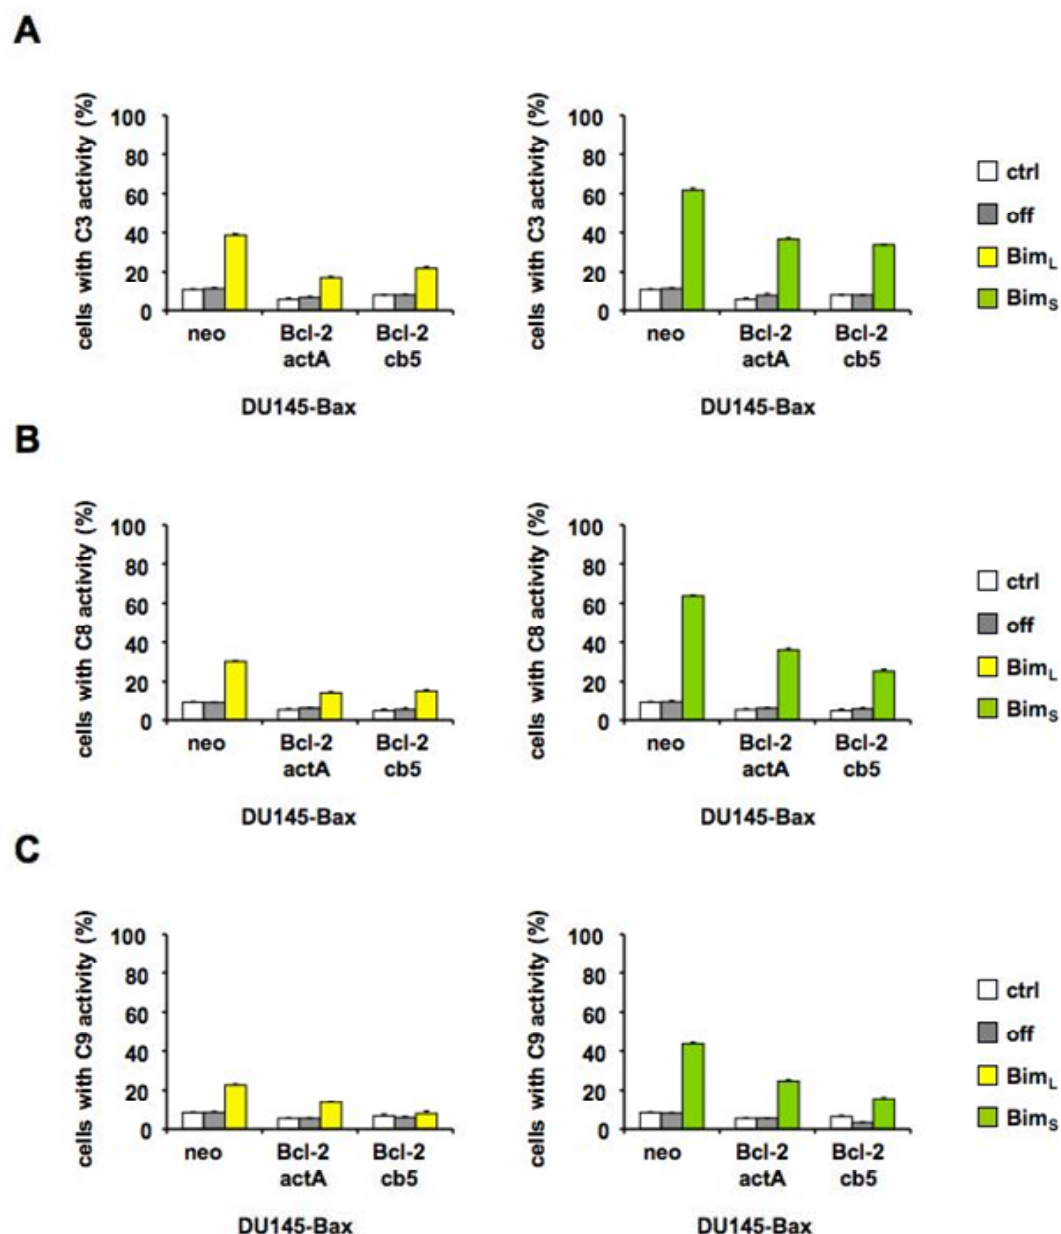 A
cells with C3 activity (%)
100
80
60
40
20
0
neo
Bcl-2
actA
Bcl-2
cb5
DU145-Bax
cells with C3 activity (%)
100
80
60
40
20
0
neo
Bcl-2
actA
Bcl-2
cb5
DU145-Bax
ctrl
off
BimL
BimS
B
cells with C8 activity (%)
100
80
60
40
20
0
neo
Bcl-2
actA
Bcl-2
cb5
DU145-Bax
cells with C8 activity (%)
100
80
60
40
20
0
neo
Bcl-2
actA
Bcl-2
cb5
DU145-Bax
ctrl
off
BimL
BimS
C
cells with C9 activity (%)
100
80
60
40
20
0
neo
Bcl-2
actA
Bcl-2
cb5
DU145-Bax
cells with C9 activity (%)
100
80
60
40
20
0
neo
Bcl-2
actA
Bcl-2
cb5
DU145-Bax
ctrl
off
BimL
BimS